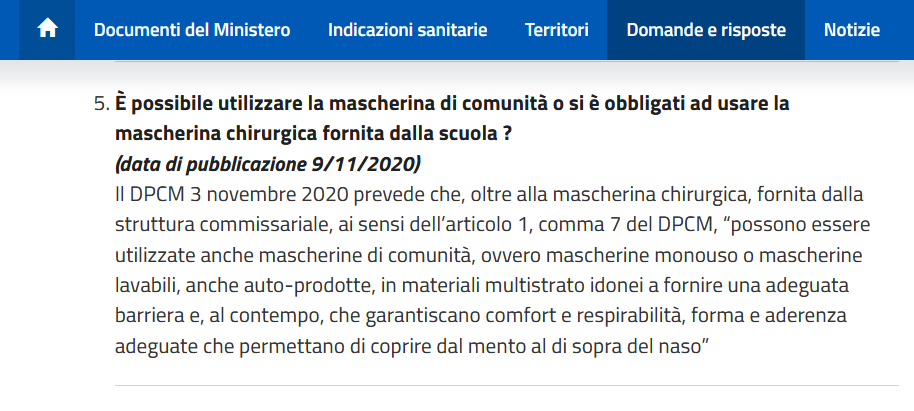 Documenti del Ministero Indicazioni sanitarie Territori Domande e risposte Notizie
5. È possibile utilizzare la mascherina di comunità o si è obbligati ad usare la
mascherina chirurgica fornita dalla scuola ?
(data di pubblicazione 9/11/2020)
Il DPCM 3 novembre 2020 prevede che, oltre alla mascherina chirurgica, fornita dalla
struttura commissariale, ai sensi dell’articolo 1, comma 7 del DPCM, “possono essere
utilizzate anche mascherine di comunità, ovvero mascherine monouso o mascherine
lavabili, anche auto-prodotte, in materiali multistrato idonei a fornire una adeguata
barriera e, al contempo, che garantiscano comfort e respirabilità, forma e aderenza
adeguate che permettano di coprire dal mento al di sopra del naso”